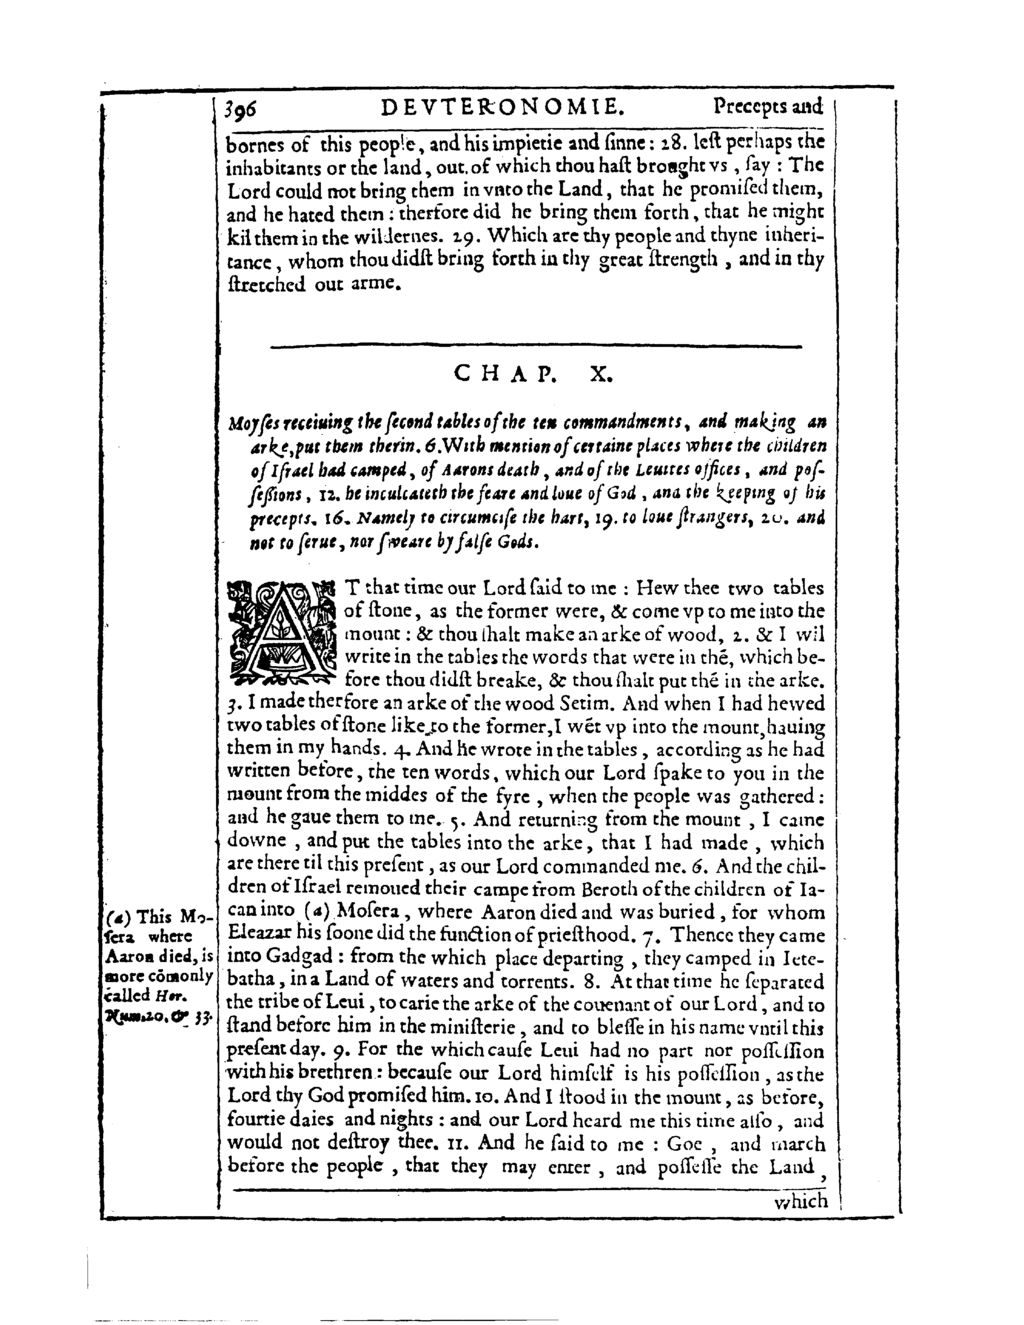 396 DEVTERONOMIE. Precepts and
bornes of this people, and his impietie and ſinne: 28. leſt perhaps the
inhabitants or the land, out. of which thou haſt broaght vs, ſay: The
Lord could not bring them in vnto the Land, that he promiſed them,
and he hated them: therfore did he bring them forth, that he might
kil them in the wildernes. 29. Which are thy people and thyne inheri-
tance, whom thou didſt bring forth in thy great ſtrength, and in thy
ſtretched out arme.
CHAP. X.
Moyſes receiuing the ſecond tables of the ten commandments, and making an
arke, put them therin. 6. With mention of certaine places where the children
of Iſrael had camped, of Aarons death, and of the Leuites offices, and poſ-
ſeſsions, 12. he inculcateth the feare and loue of God, and the keeping of his
precepts. 16. Namely to circumciſe the hart, 19. to loue ſtrangers, 20. and
not to ſerue, nor ſweare by falſe Gods.
AT that time our Lord ſaid to me: Hew thee two tables
of ſtone, as the former were, & come vp to me into the
mount: & thou ſhalt make an arke of wood, 2. & I wil
write in the tables the words that were in thé, which be-
fore thou didſt breake, & thou ſhalt put thé in the arke.
3. I made therfore an arke of the wood Setim. And when I had hewed
two tables of ſtone like to the former, I wét vp into the mount, hauing
them in my hands. 4. And he wrote in the tables, according as he had
written before, the ten words, which our Lord ſpake to you in the
mount from the middes of the fyre, when the people was gathered:
and he gaue them to me. 5. And returning from the mount, I came
downe, and put the tables into the arke, that I had made, which
are there til this preſent, as our Lord commanded me. 6. And the chil-
dren of Iſrael remoued their campe from Beroth of the children of Ia-
can into (a) Moſera, where Aaron died and was buried, for whom
Eleazar his ſoone did the function of prieſthood. 7. Thence they came
into Gadgad: from the which place departing, they camped in Iete-
batha, in a Land of waters and torrents. 8. At that time he ſeparated
the tribe of Leui, to carie the arke of the couenant of our Lord, and to
ſtand before him in the miniſterie, and to bleſſe in his name vntil this
preſent day. 9. For the which cauſe Leui had no part nor poſſeſſion
with his brethren: becauſe our Lord himſelf is his poſſeſſion, as the
Lord thy God promiſed him. 10. And I ſtood in the mount, as before,
fourtie daies and nights: and our Lord heard me this time alſo, and
would not deſtroy thee. 11. And he ſaid to me: Goe, and march
before the people, that they may enter, and poſſeſſe the Land,
which
(a) This Mo-
ſera where
Aaron died, is
more cõmonly
called Hor.
Num. 20. & 33.